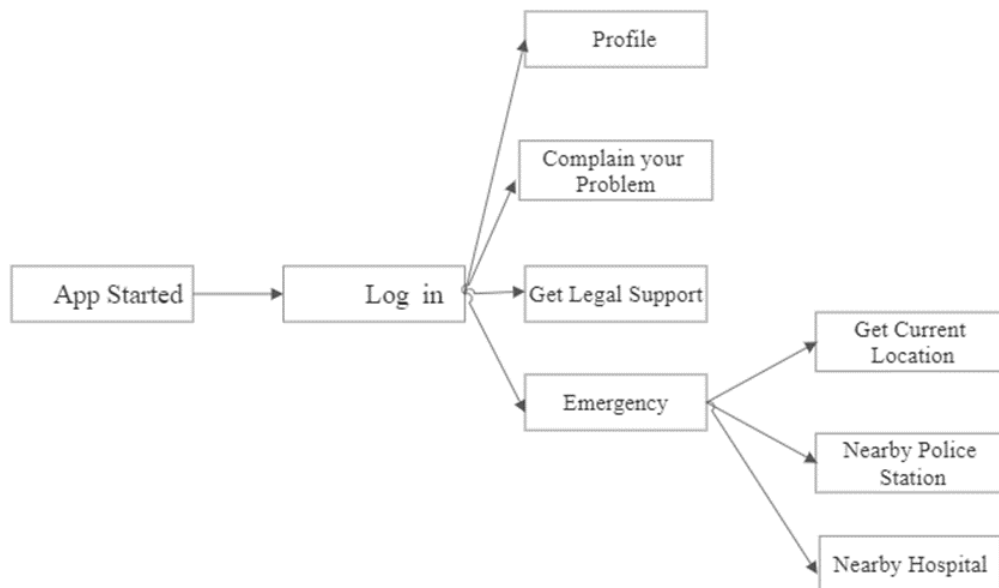 Profile
Complain your
Problem
App Started
Log in
Get Legal Support
Emergency
Get Current
Location
Nearby Police
Station
Nearby Hospital